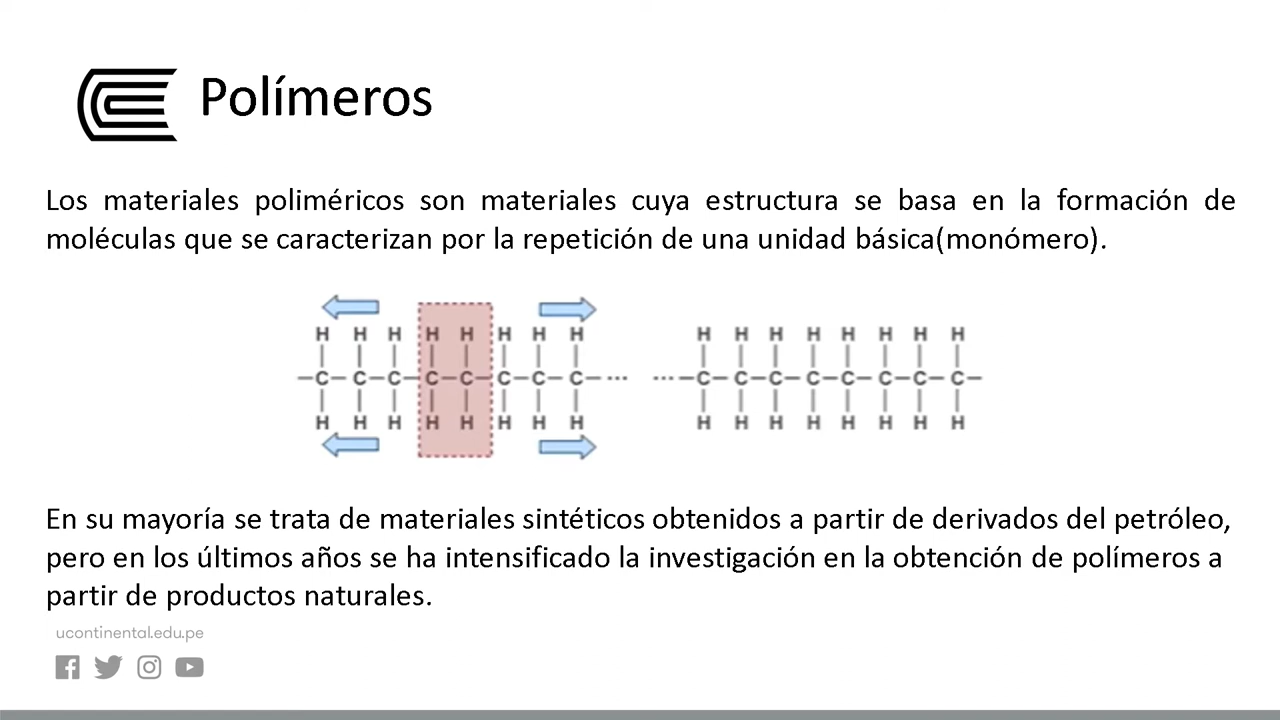 Polímeros
Los materiales poliméricos son materiales cuya estructura se basa en la formación de
moléculas que se caracterizan por la repetición de una unidad básica(monómero).
H H H H H H H H H H H H H H H H
—C—C—C—C—C—C—C—C—··· ···—C—C—C—C—C—C—C—C—
H H H H H H H H H H H H H H H H
En su mayoría se trata de materiales sintéticos obtenidos a partir de derivados del petróleo,
pero en los últimos años se ha intensificado la investigación en la obtención de polímeros a
partir de productos naturales.
ucontinental.edu.pe